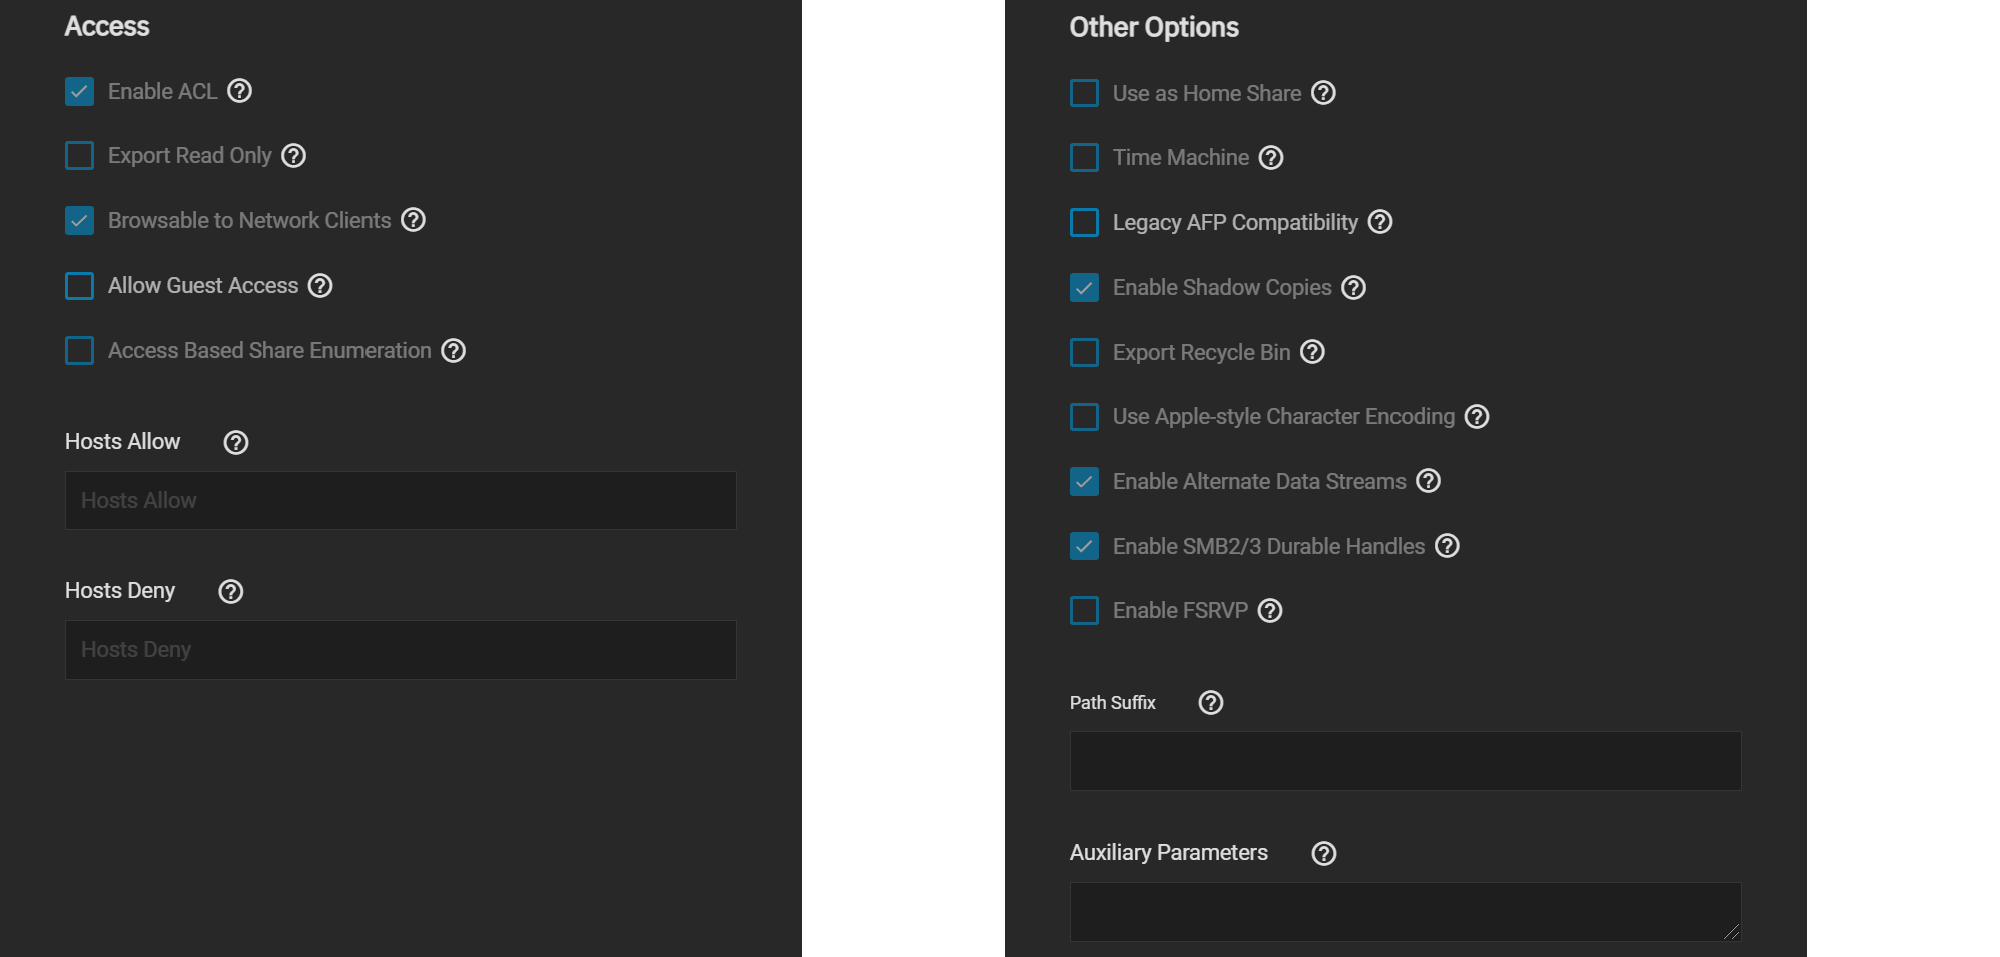 Access
Enable ACL
Export Read Only
Browsable to Network Clients
Allow Guest Access
Access Based Share Enumeration
Hosts Allow
Hosts Allow
Hosts Deny
Hosts Deny
Other Options
Use as Home Share
Time Machine
Legacy AFP Compatibility
Enable Shadow Copies
Export Recycle Bin
Use Apple-style Character Encoding
Enable Alternate Data Streams
Enable SMB2/3 Durable Handles
Enable FSRVP
Path Suffix
Auxiliary Parameters